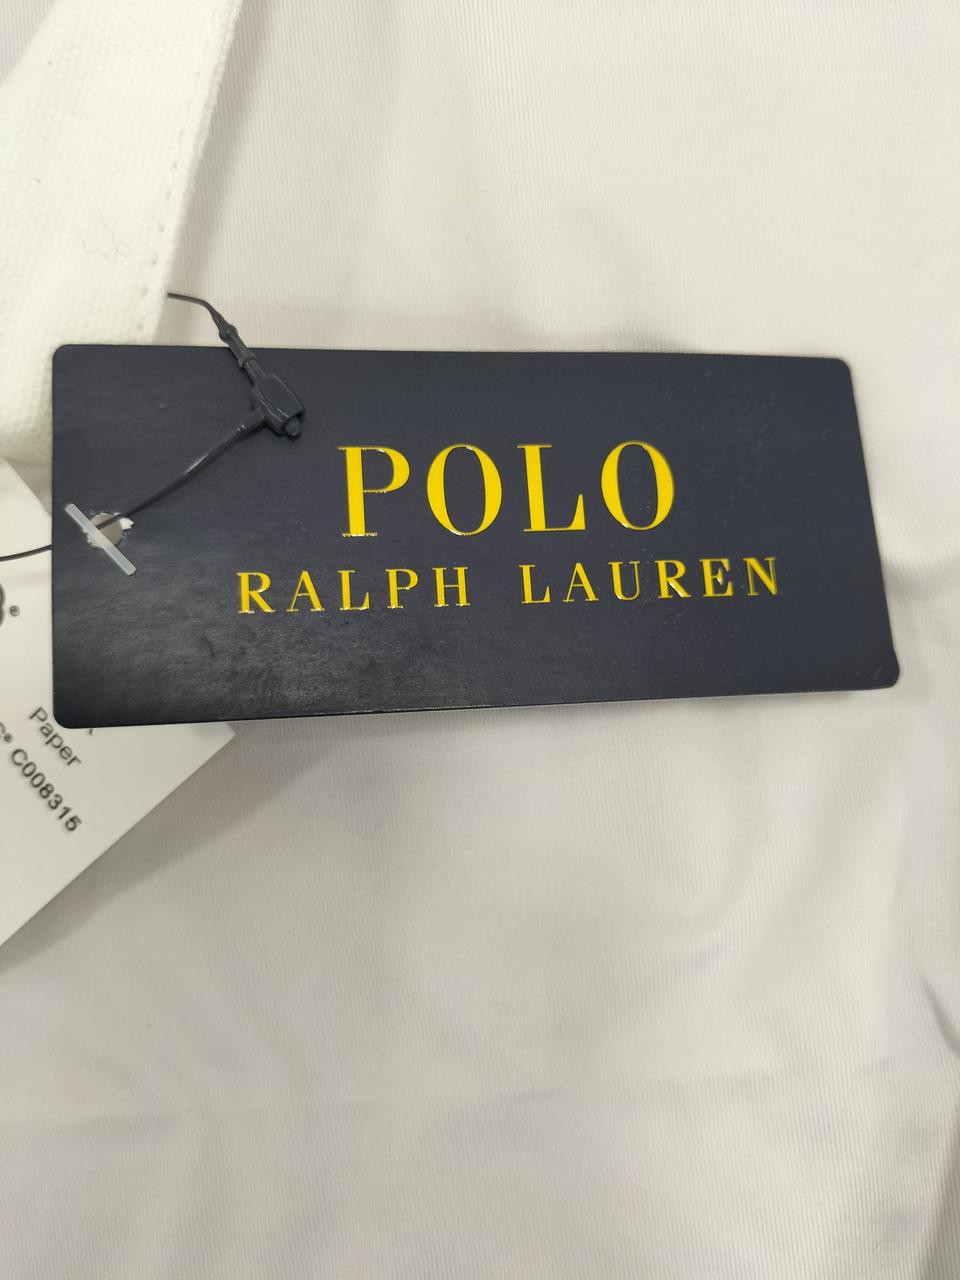 POLO
RALPH LAUREN
Paper
C® C008315